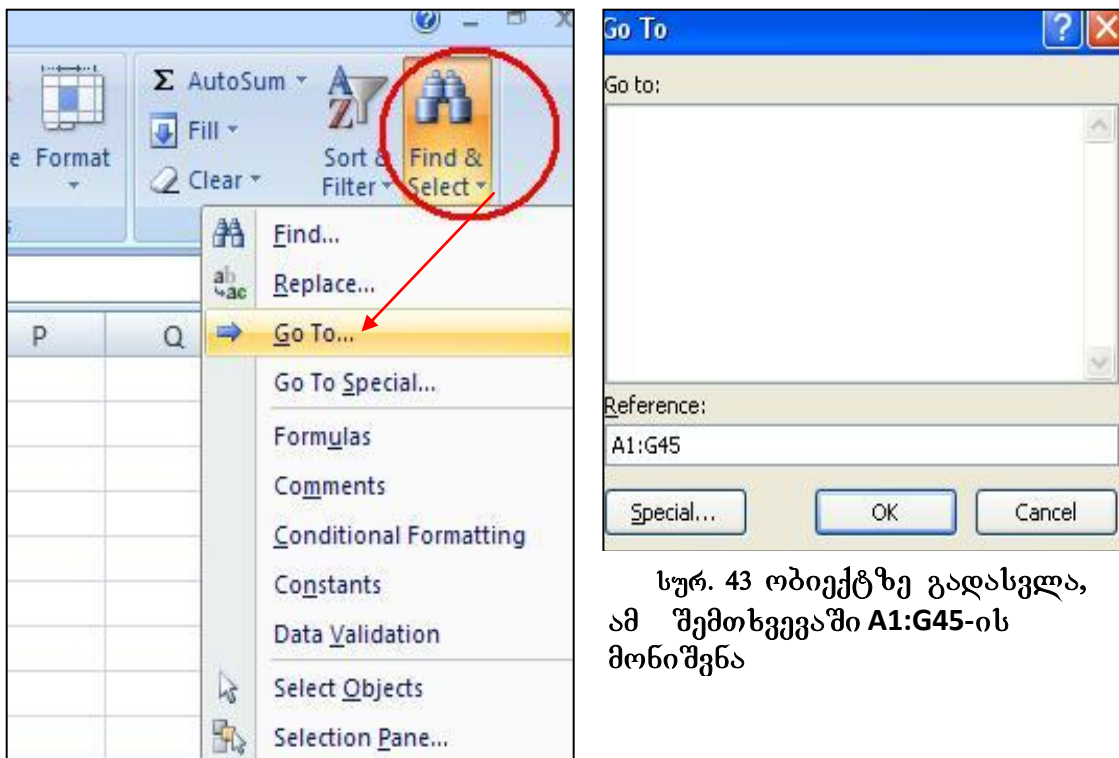 Σ AutoSum
Fill
Clear
Format
Sort &
Filter
Find &
Select
Find...
Replace...
Go To...
Go To Special...
Formulas
Comments
Conditional Formatting
Constants
Data Validation
Select Objects
Selection Pane...
P Q
Go To
Go to:
Reference:
A1:G45
Special... OK Cancel
სურ. 43 ობიექტზე გადასვლა,
ამ შემთხვევაში A1:G45-ის
მონიშვნა